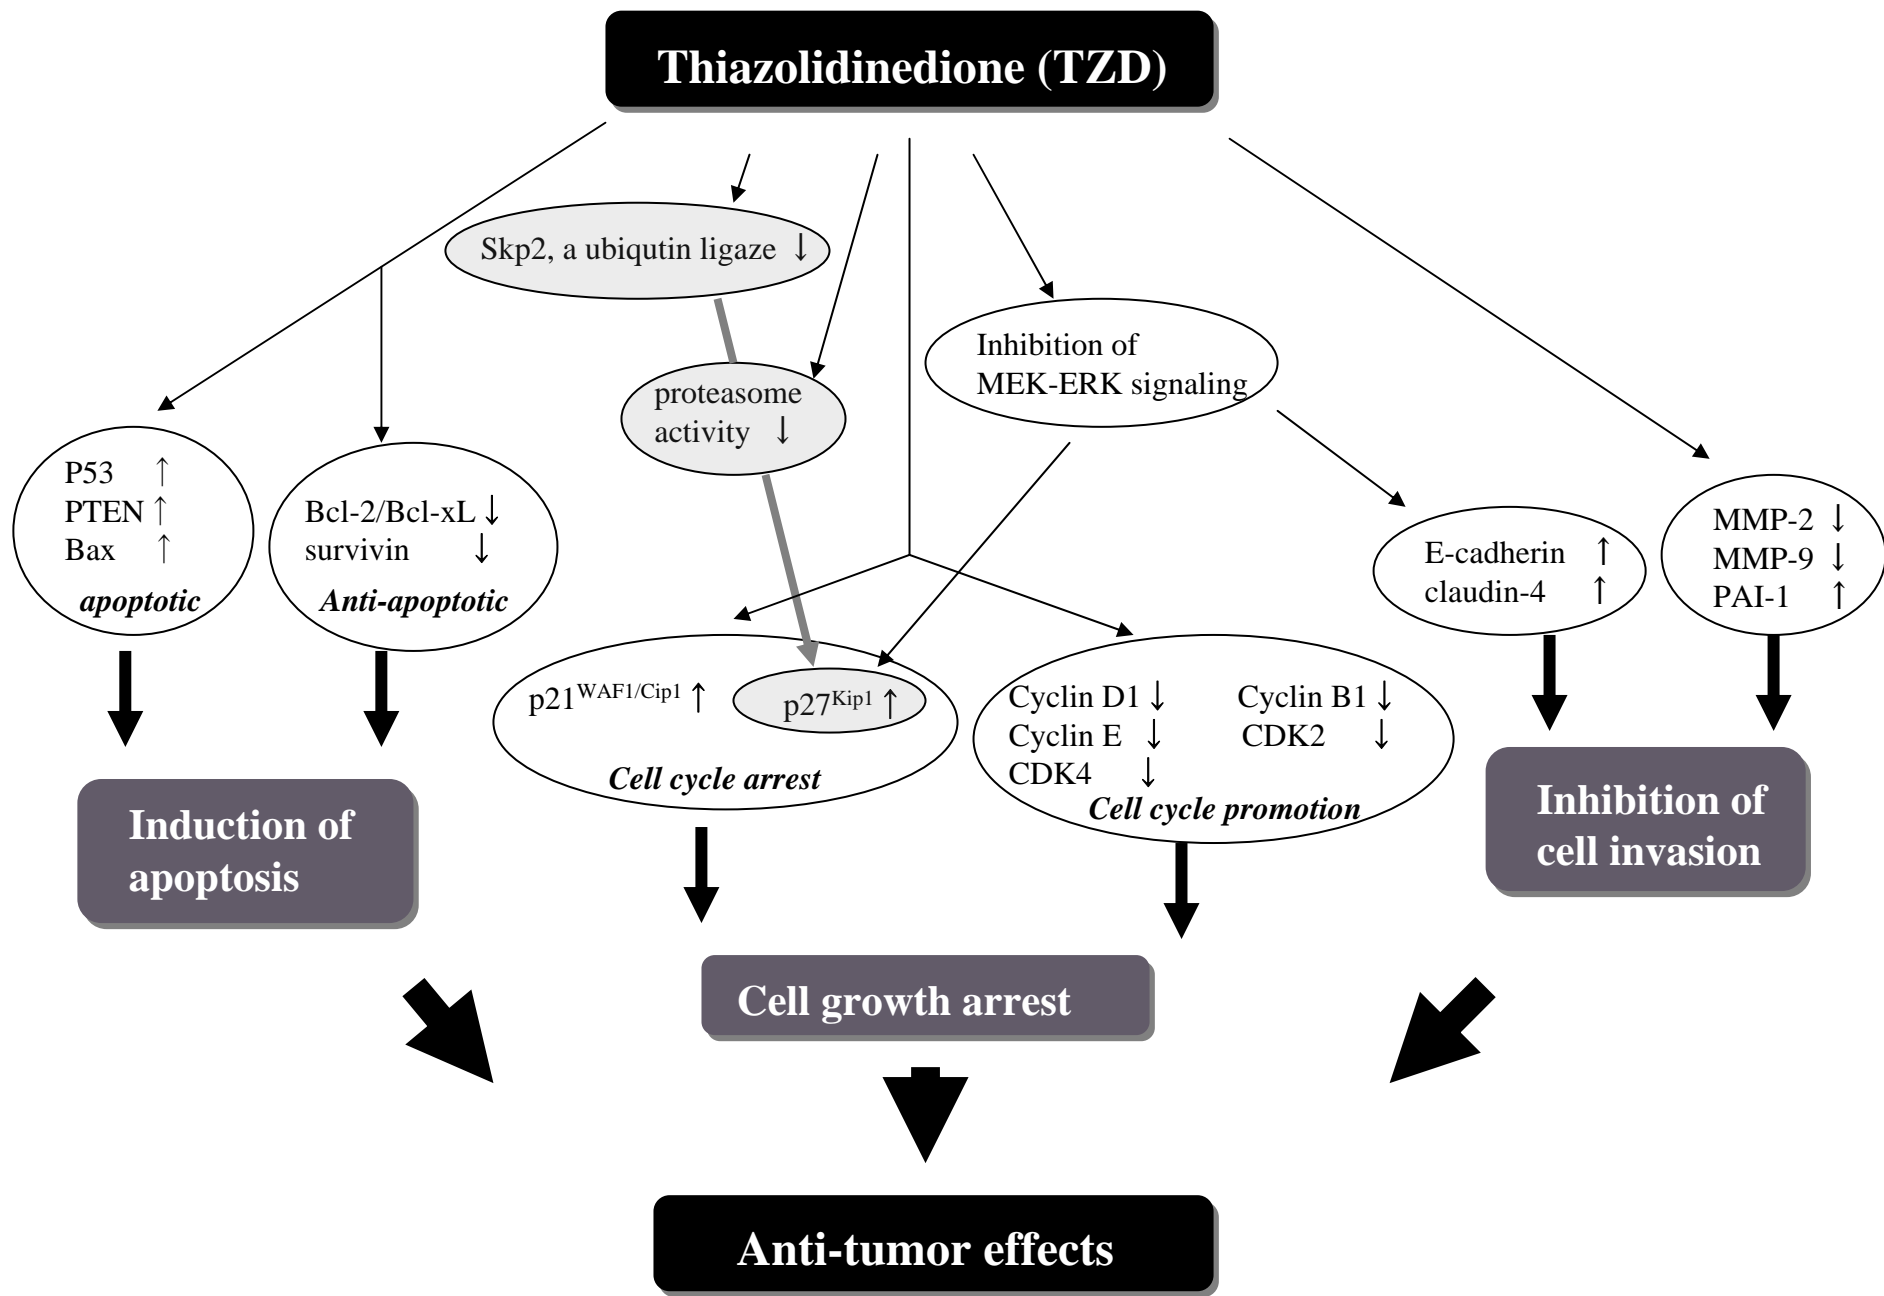 Thiazolidinedione (TZD)
Skp2, a ubiqutin ligaze ↓
proteasome
activity ↓
Inhibition of
MEK-ERK signaling
P53 ↑
PTEN ↑
Bax ↑
apoptotic
Bcl-2/Bcl-xL ↓
survivin ↓
Anti-apoptotic
E-cadherin ↑
claudin-4 ↑
MMP-2 ↓
MMP-9 ↓
PAI-1 ↑
p21WAF1/Cip1 ↑
p27Kip1 ↑
Cell cycle arrest
Cyclin D1 ↓ Cyclin B1 ↓
Cyclin E ↓ CDK2 ↓
CDK4 ↓
Cell cycle promotion
Induction of
apoptosis
Inhibition of
cell invasion
Cell growth arrest
Anti-tumor effects